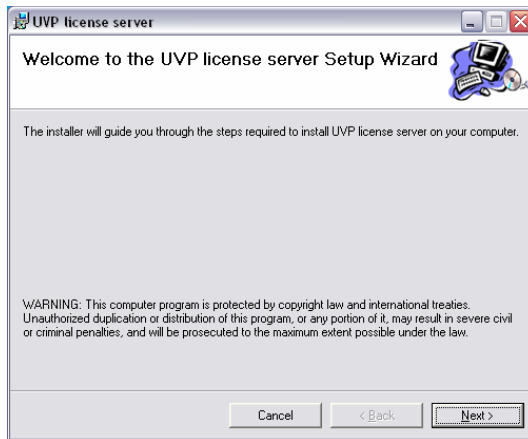 UVP license server
Welcome to the UVP license server Setup Wizard
The installer will guide you through the steps required to install UVP license server on your computer.
WARNING: This computer program is protected by copyright law and international treaties.
Unauthorized duplication or distribution of this program, or any portion of it, may result in severe civil
or criminal penalties, and will be prosecuted to the maximum extent possible under the law.
Cancel
< Back
Next >